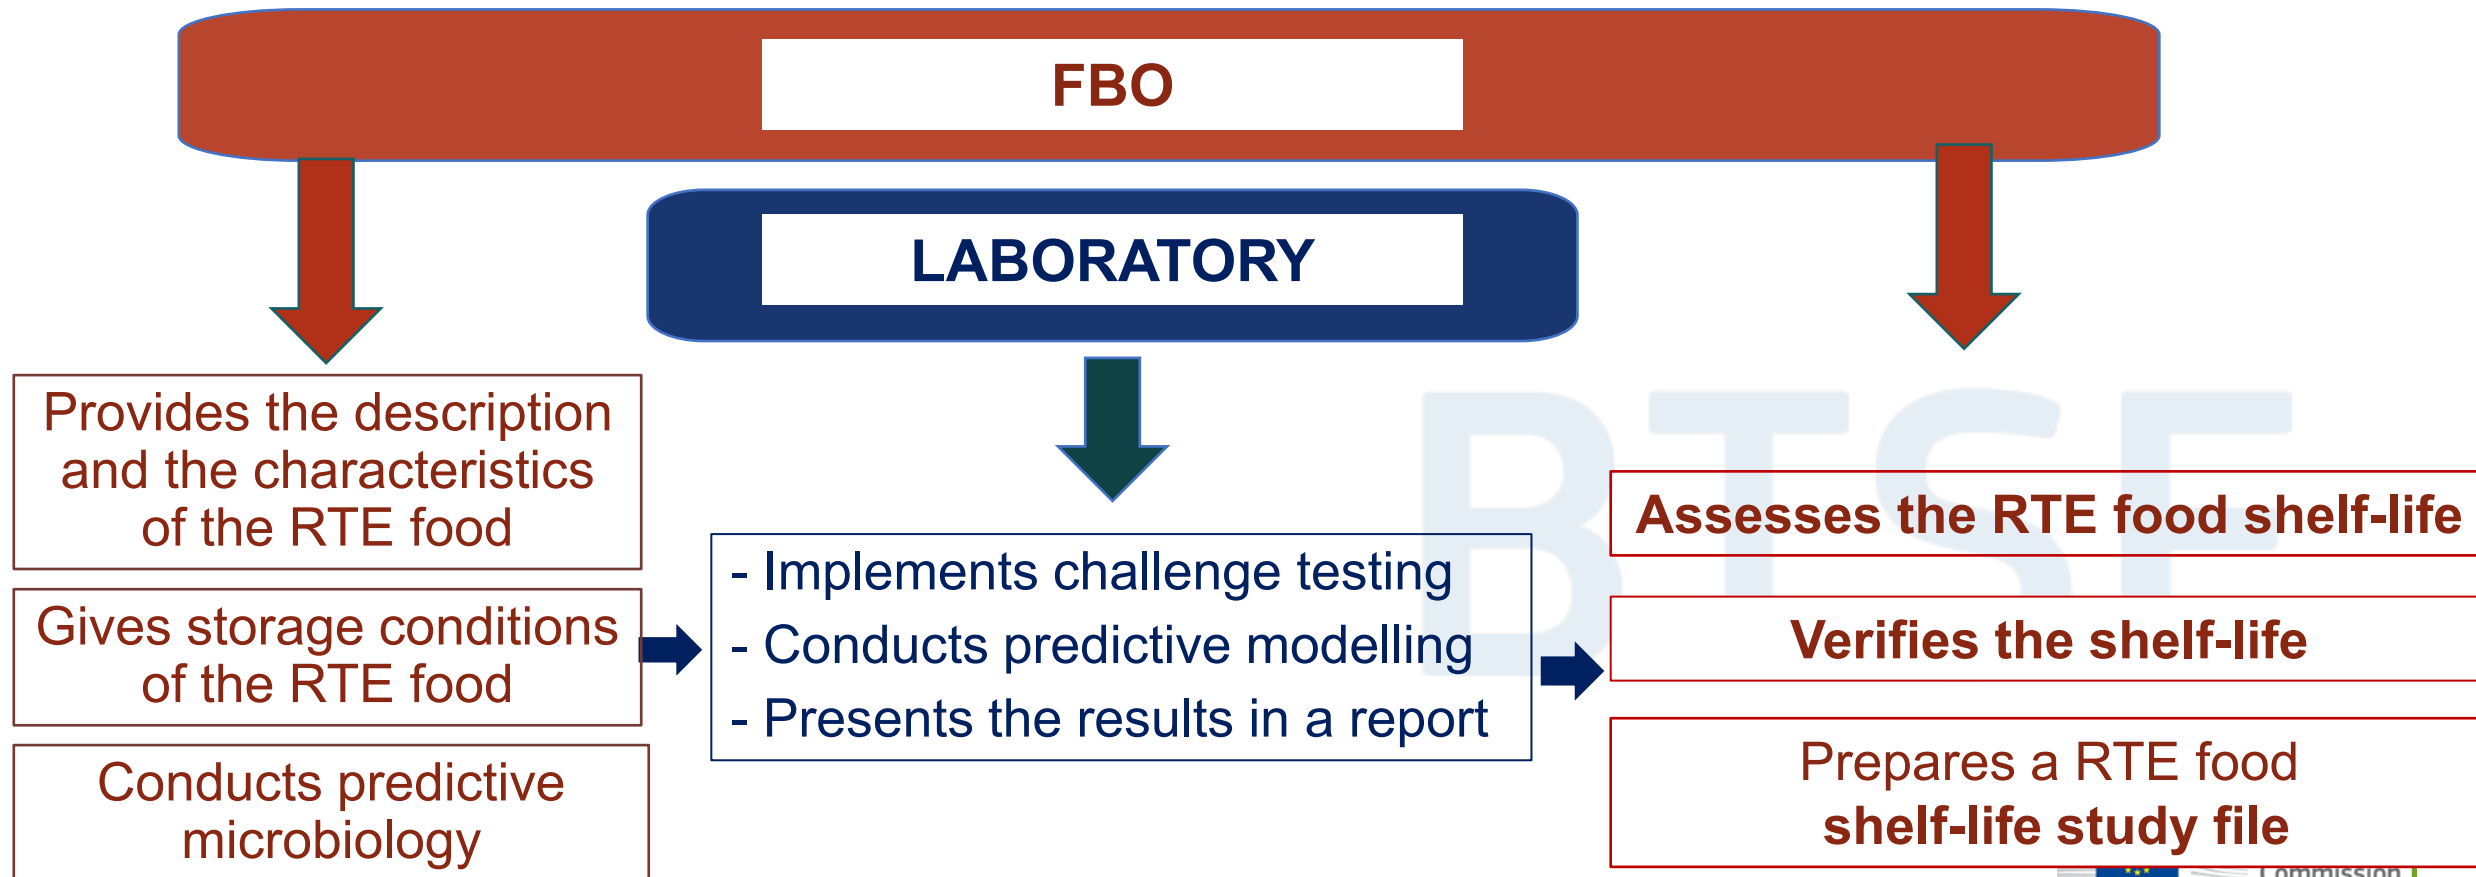 FBO
LABORATORY
Provides the description
and the characteristics
of the RTE food
Gives storage conditions
of the RTE food
Conducts predictive
microbiology
- Implements challenge testing
- Conducts predictive modelling
- Presents the results in a report
BTSF
Assesses the RTE food shelf-life
Verifies the shelf-life
Prepares a RTE food
shelf-life study file
Commission